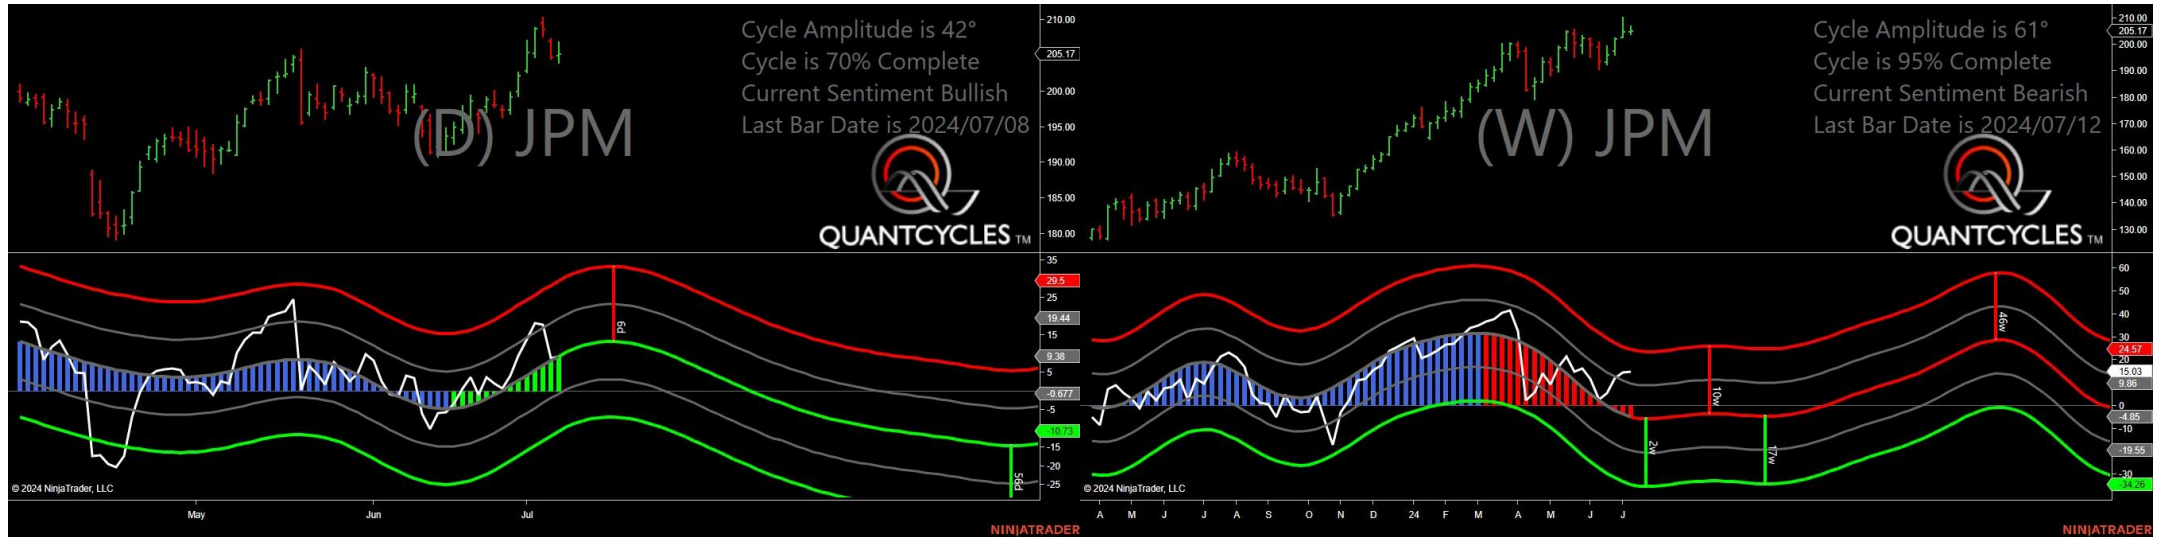 Cycle Amplitude is 42°
Cycle is 70% Complete
Current Sentiment Bullish
Last Bar Date is 2024/07/08
(D) JPM
QUANTCYCLES TM
210.00
205.17
200.00
195.00
190.00
185.00
180.00
35
29.5
25
19.44
15
9.38
5
-0.677
-5
-10.73
-15
-20
-25
6d
56d
© 2024 NinjaTrader, LLC
May
Jun
Jul
NINJATRADER
Cycle Amplitude is 61°
Cycle is 95% Complete
Current Sentiment Bearish
Last Bar Date is 2024/07/12
(W) JPM
QUANTCYCLES TM
210.00
205.17
200.00
190.00
180.00
170.00
160.00
150.00
140.00
130.00
60
50
40
30
24.57
20
15.03
9.86
0
-4.85
-10
-19.55
-30
-34.26
2w
10w
17w
46w
© 2024 NinjaTrader, LLC
A M J J A S O N D 24 F M A M J J
NINJATRADER